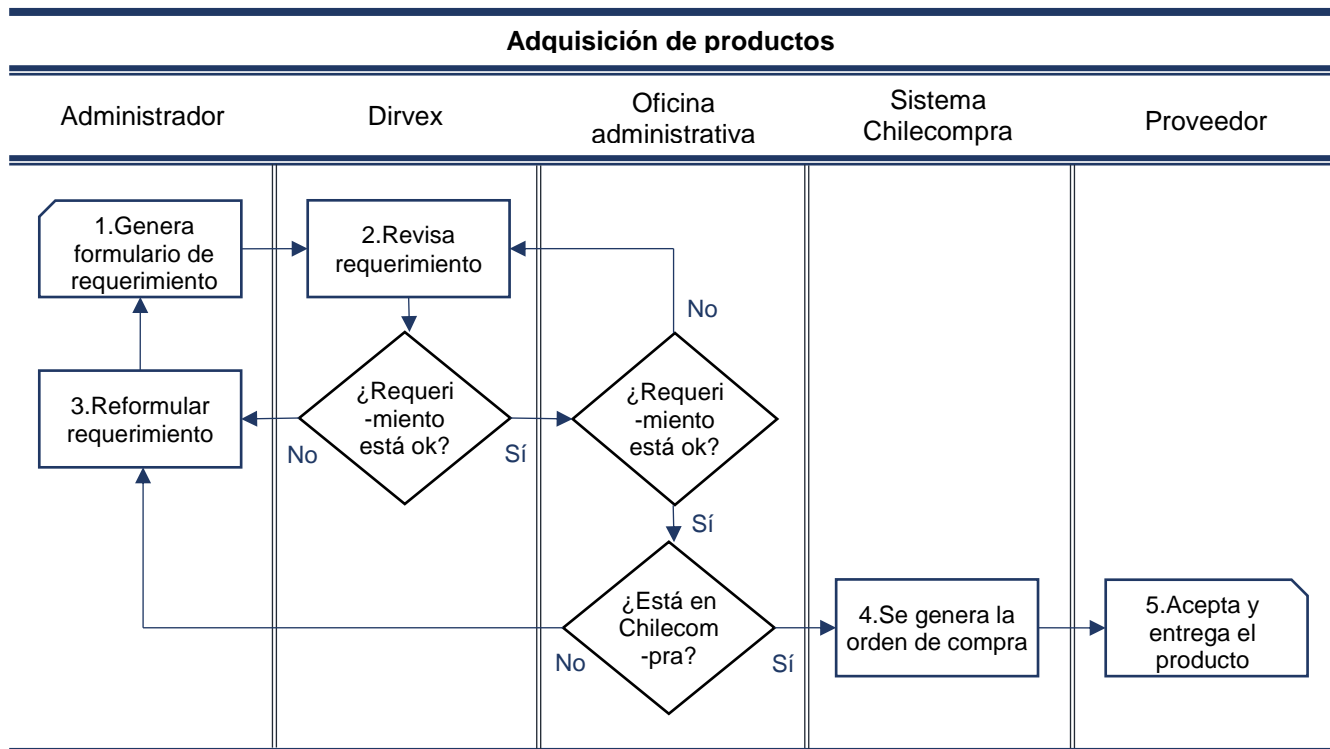 Adquisición de productos
Administrador
Dirvex
Oficina
administrativa
Sistema
Chilecompra
Proveedor
1.Genera
formulario de
requerimiento
2.Revisa
requerimiento
No
3.Reformular
requerimiento
¿Requeri
-miento
está ok?
No
Sí
¿Requeri
-miento
está ok?
Sí
¿Está en
Chilecom
-pra?
No
Sí
4.Se genera la
orden de compra
5.Acepta y
entrega el
producto